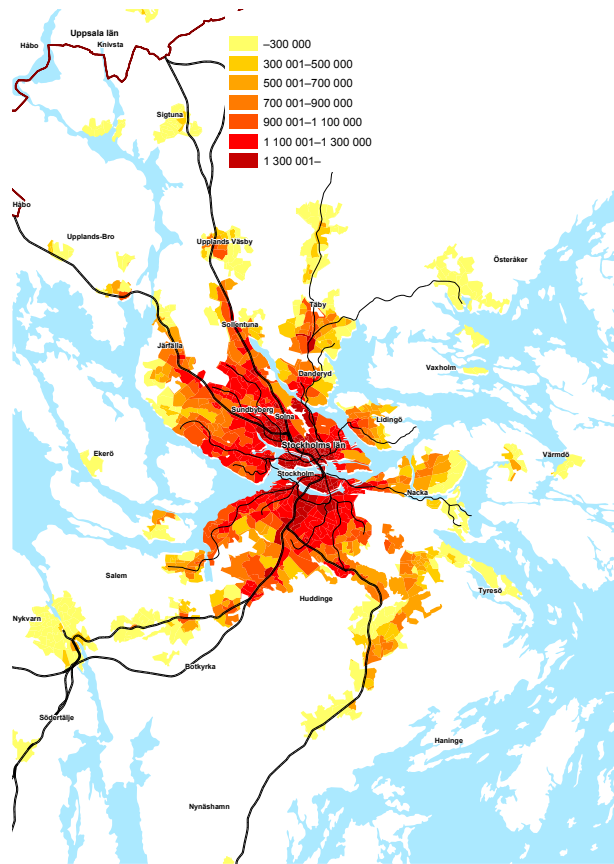 Uppsala län
Håbo
Knivsta
–300 000
300 001–500 000
500 001–700 000
700 001–900 000
900 001–1 100 000
1 100 001–1 300 000
1 300 001–
Sigtuna
Håbo
Upplands-Bro
Upplands Väsby
Österåker
Täby
Sollentuna
Järfälla
Vaxholm
Danderyd
Sundbyberg
Solna
Lidingö
Stockholms län
Ekerö
Värmdö
Stockholm
Nacka
Salem
Tyresö
Huddinge
Nykvarn
Botkyrka
Södertälje
Haninge
Nynäshamn